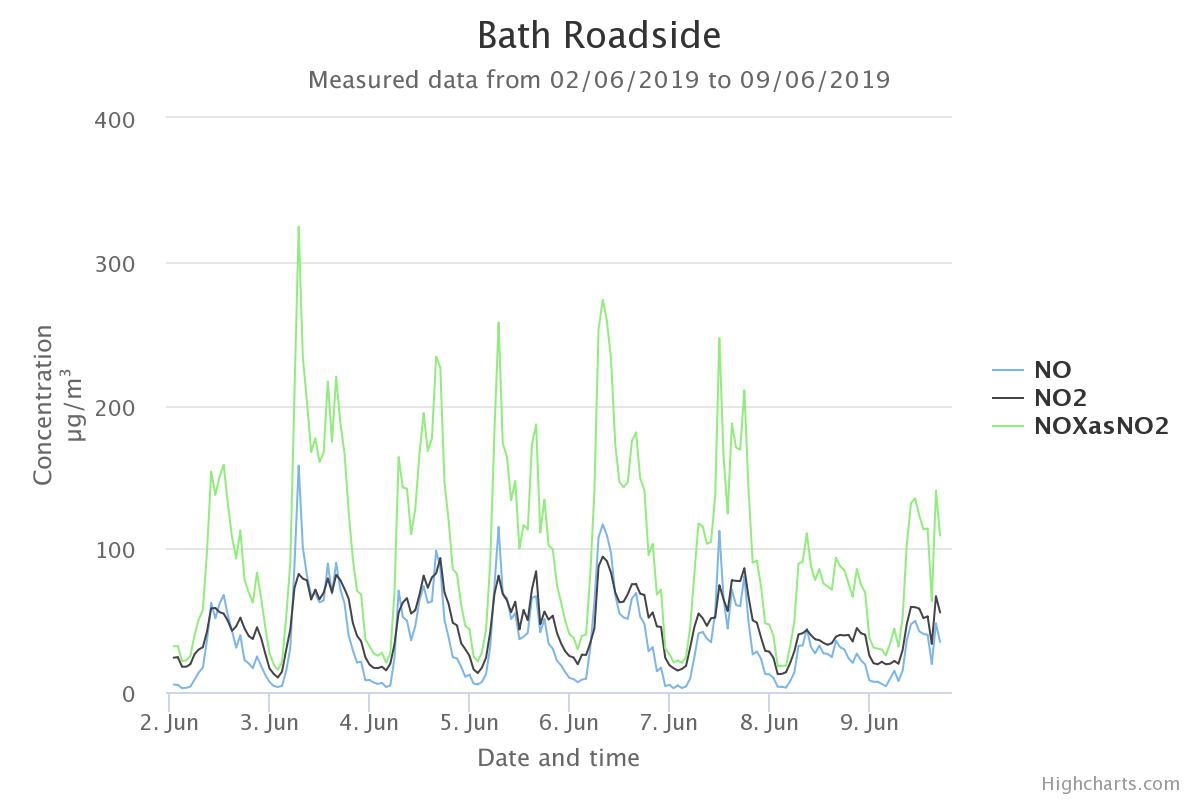 Bath Roadside
Measured data from 02/06/2019 to 09/06/2019
400
300
200
100
0
Concentration
µg/m³
2. Jun
3. Jun
4. Jun
5. Jun
6. Jun
7. Jun
8. Jun
9. Jun
Date and time
NO
NO2
NOXasNO2
Highcharts.com